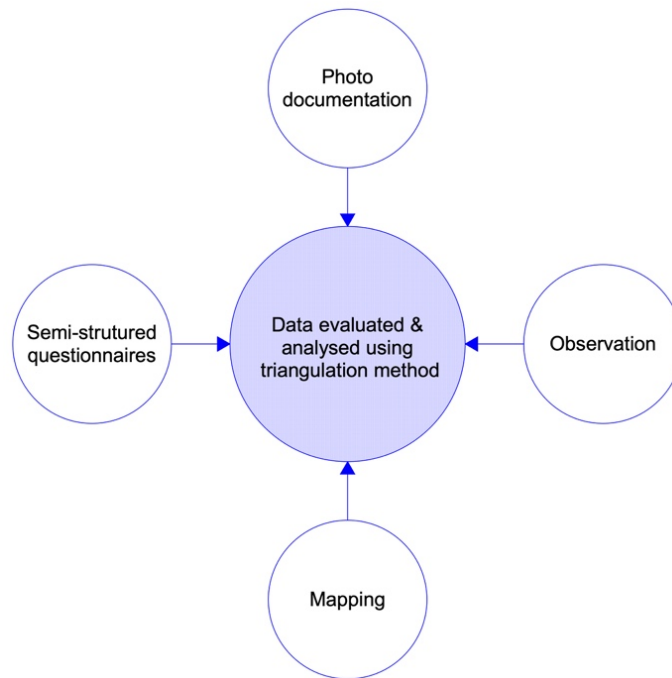 Photo
documentation
Semi-strutured
questionnaires
Data evaluated &
analysed using
triangulation method
Observation
Mapping